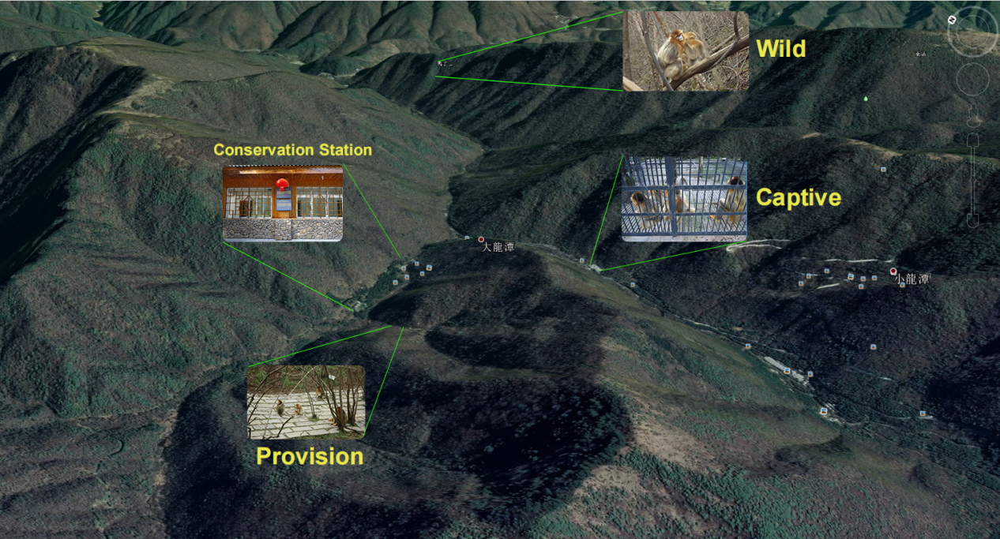 Wild
Conservation Station
Captive
大龍潭
小龍潭
Provision